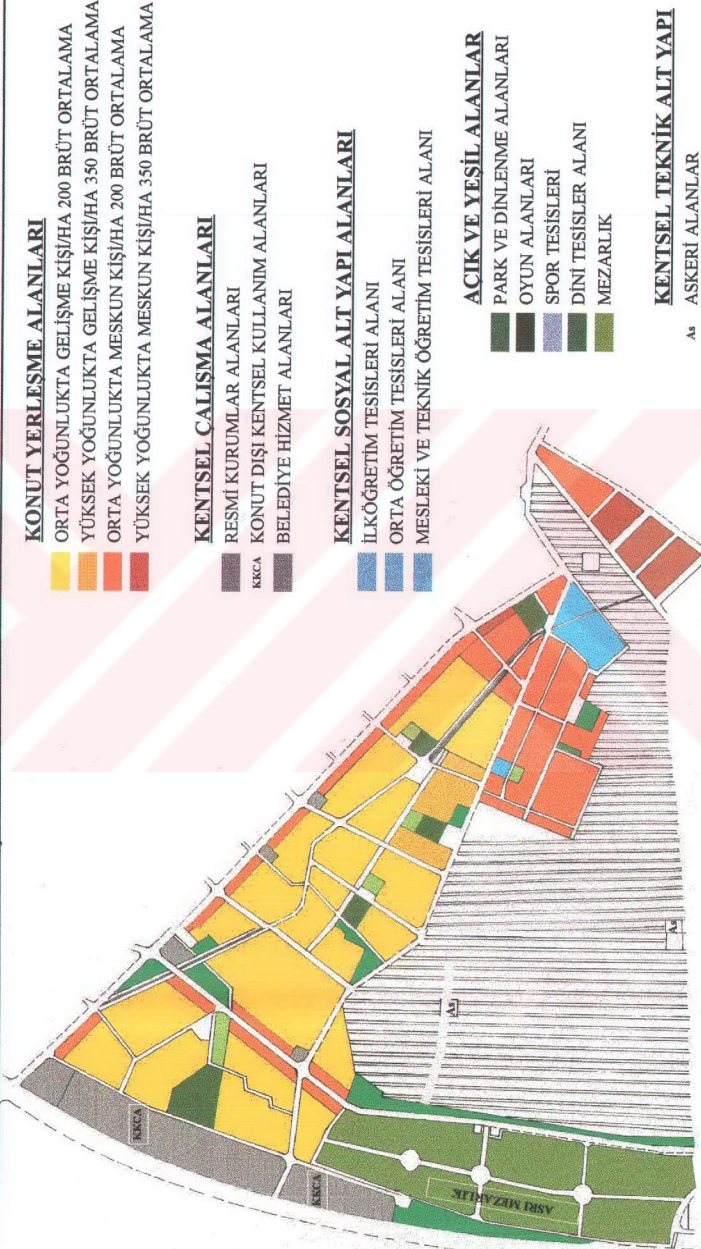 KONUT YERLEŞME ALANLARI
ORTA YOĞUNLUKTA GELİŞME KİŞİ/HA 200 BRÜT ORTALAMA
YÜKSEK YOĞUNLUKTA GELİŞME KİŞİ/HA 350 BRÜT ORTALAMA
ORTA YOĞUNLUKTA MESKUN KİŞİ/HA 200 BRÜT ORTALAMA
YÜKSEK YOĞUNLUKTA MESKUN KİŞİ/HA 350 BRÜT ORTALAMA
KENTSEL ÇALIŞMA ALANLARI
RESMİ KURUMLAR ALANLARI
KKCA KONUT DIŞI KENTSEL KULLANIM ALANLARI
BELEDİYE HİZMET ALANLARI
KENTSEL SOSYAL ALT YAPI ALANLARI
İLKÖĞRETİM TESİSLERİ ALANI
ORTA ÖĞRETİM TESİSLERİ ALANI
MESLEKİ VE TEKNİK ÖĞRETİM TESİSLERİ ALANI
AÇIK VE YEŞİL ALANLAR
PARK VE DİNLENME ALANLARI
OYUN ALANLARI
SPOR TESİSLERİ
DİNİ TESİSLER ALANI
MEZARLIK
KENTSEL TEKNİK ALT YAPI
As ASKERİ ALANLAR
KKCA
KKCA
ASRI MEZARLIK
As
As